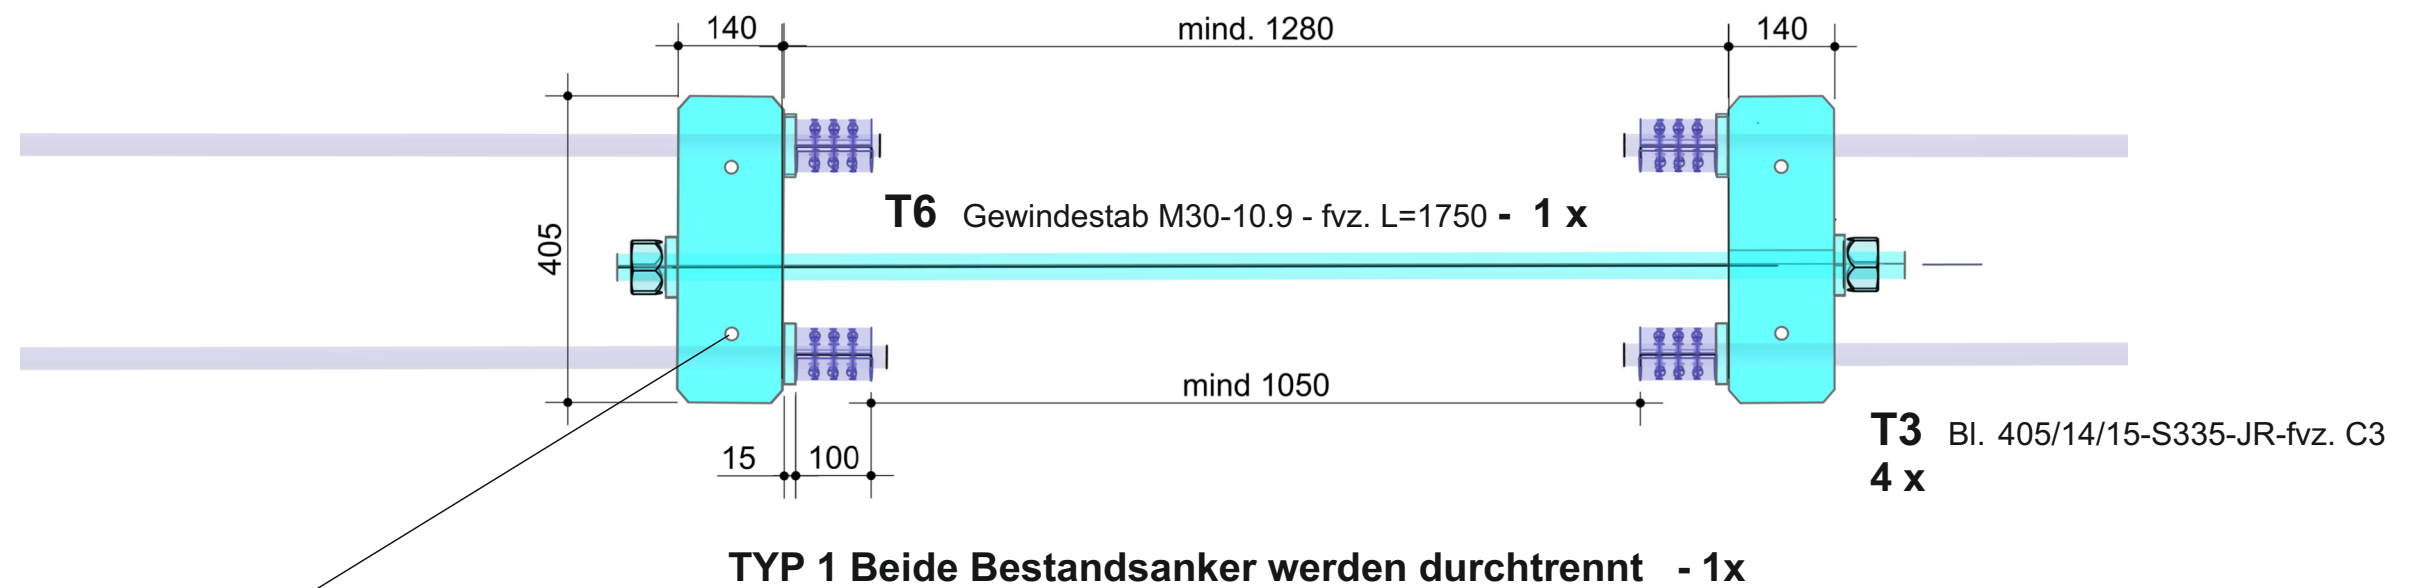 140 mind. 1280 140
T6 Gewindestab M30-10.9 - fvz. L=1750 - 1 x
405
mind 1050
T3 Bl. 405/14/15-S335-JR-fvz. C3
4 x
15 100
TYP 1 Beide Bestandsanker werden durchtrennt - 1x